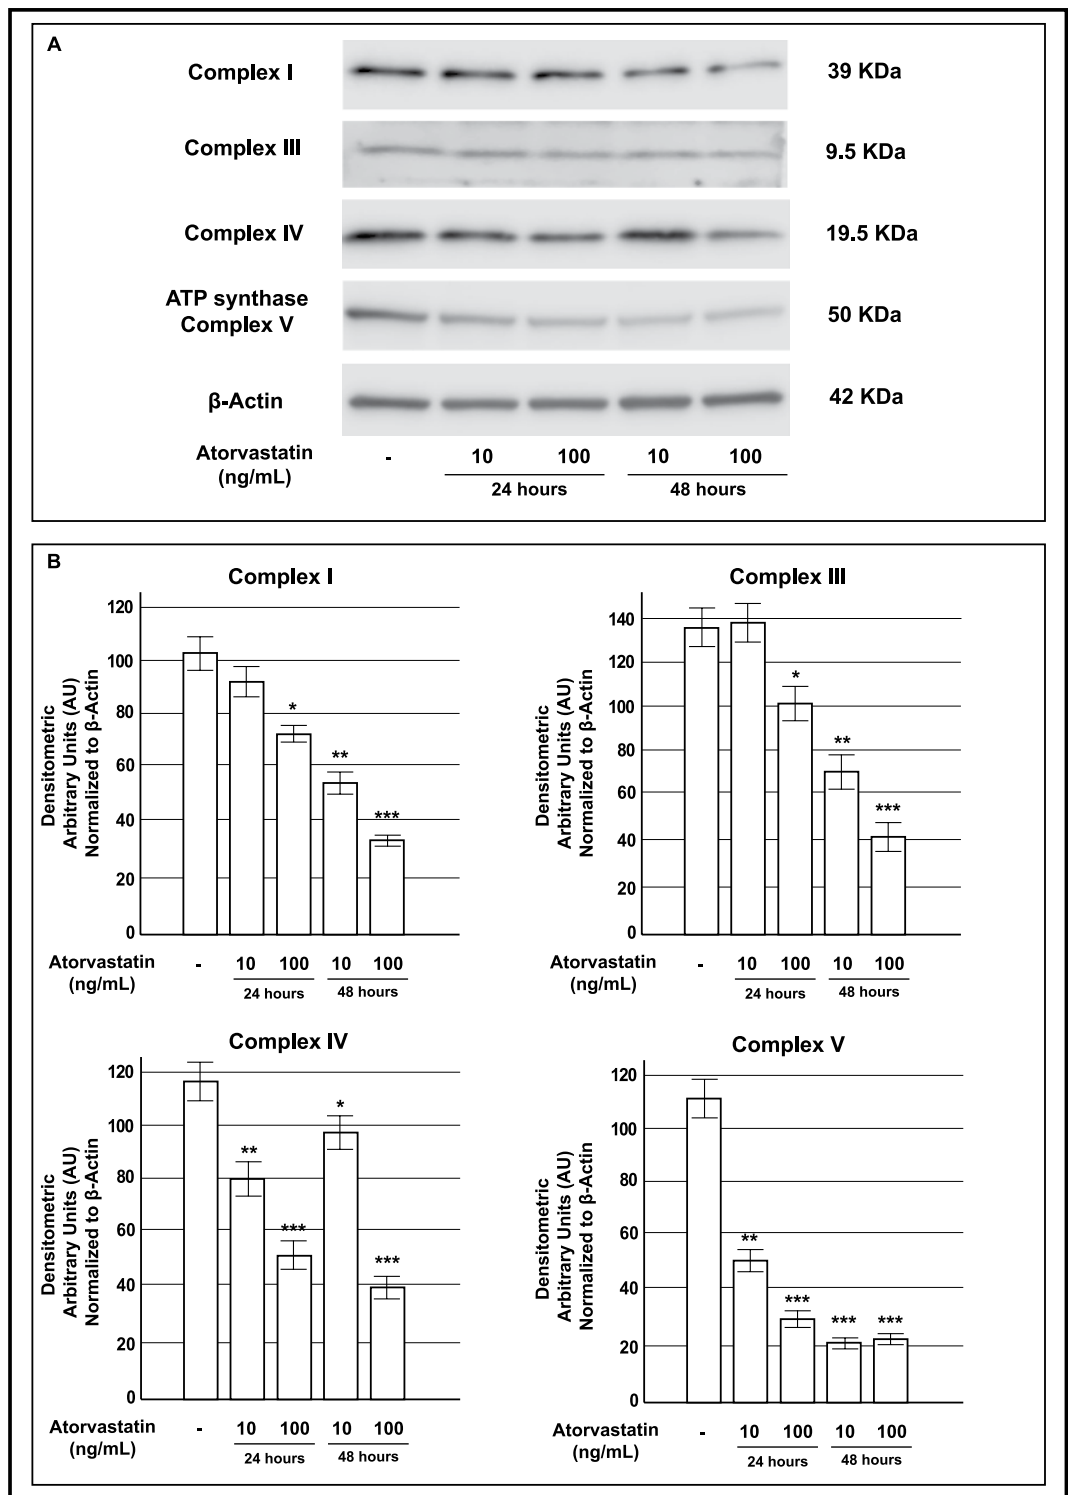 A
Complex I
39 KDa
Complex III
9.5 KDa
Complex IV
19.5 KDa
ATP synthase
Complex V
50 KDa
β-Actin
42 KDa
Atorvastatin
(ng/mL)
- 10 100 10 100
24 hours 48 hours
B
Complex I
Densitometric
Arbitrary Units (AU)
Normalized to β-Actin
120
100
80
60
40
20
0
*
**
***
Atorvastatin
(ng/mL)
- 10 100 10 100
24 hours 48 hours
Complex III
Densitometric
Arbitrary Units (AU)
Normalized to β-Actin
140
120
100
80
60
40
20
0
*
**
***
Atorvastatin
(ng/mL)
- 10 100 10 100
24 hours 48 hours
Complex IV
Densitometric
Arbitrary Units (AU)
Normalized to β-Actin
120
100
80
60
40
20
0
**
***
*
***
Atorvastatin
(ng/mL)
- 10 100 10 100
24 hours 48 hours
Complex V
Densitometric
Arbitrary Units (AU)
Normalized to β-Actin
120
100
80
60
40
20
0
**
***
***
***
Atorvastatin
(ng/mL)
- 10 100 10 100
24 hours 48 hours